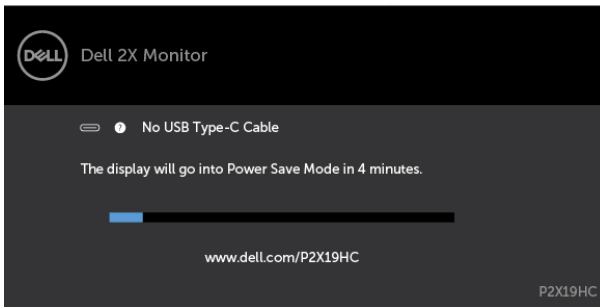 DELL
Dell 2X Monitor
? No USB Type-C Cable
The display will go into Power Save Mode in 4 minutes.
www.dell.com/P2X19HC
P2X19HC